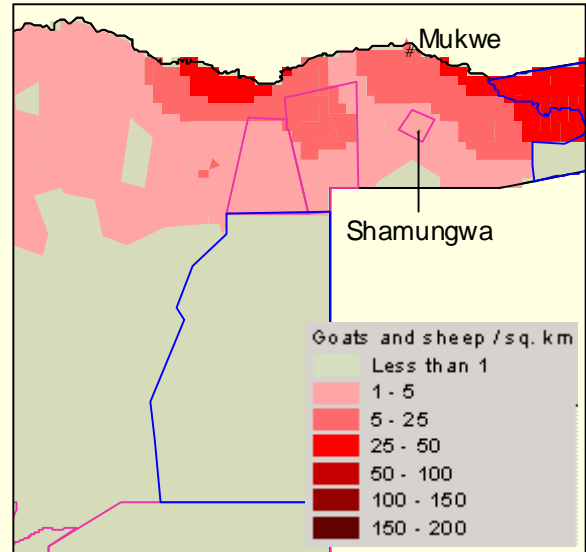 Mukwe
Shamungwa
Goats and sheep / sq. km
Less than 1
1 - 5
5 - 25
25 - 50
50 - 100
100 - 150
150 - 200